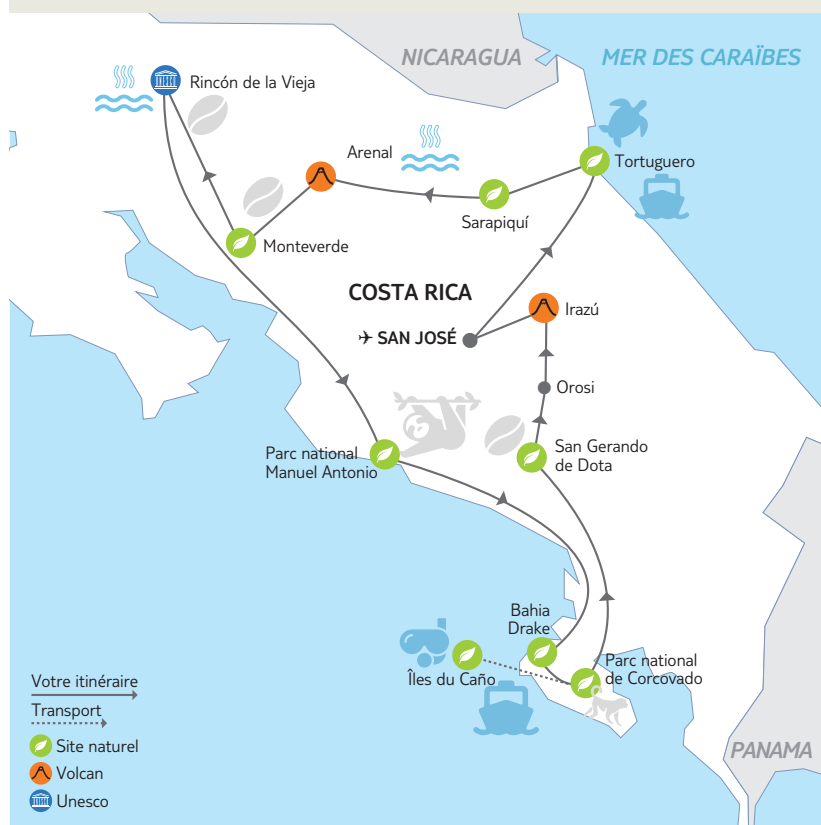 NICARAGUA
MER DES CARAÏBES
Rincón de la Vieja
Arenal
Tortuguero
Sarapiquí
Monteverde
COSTA RICA
Irazú
SAN JOSÉ
Orosi
Parc national
Manuel Antonio
San Gerando
de Dota
Bahia
Drake
Îles du Caño
Parc national
de Corcovado
Votre itinéraire
Transport
Site naturel
Volcan
Unesco
PANAMA